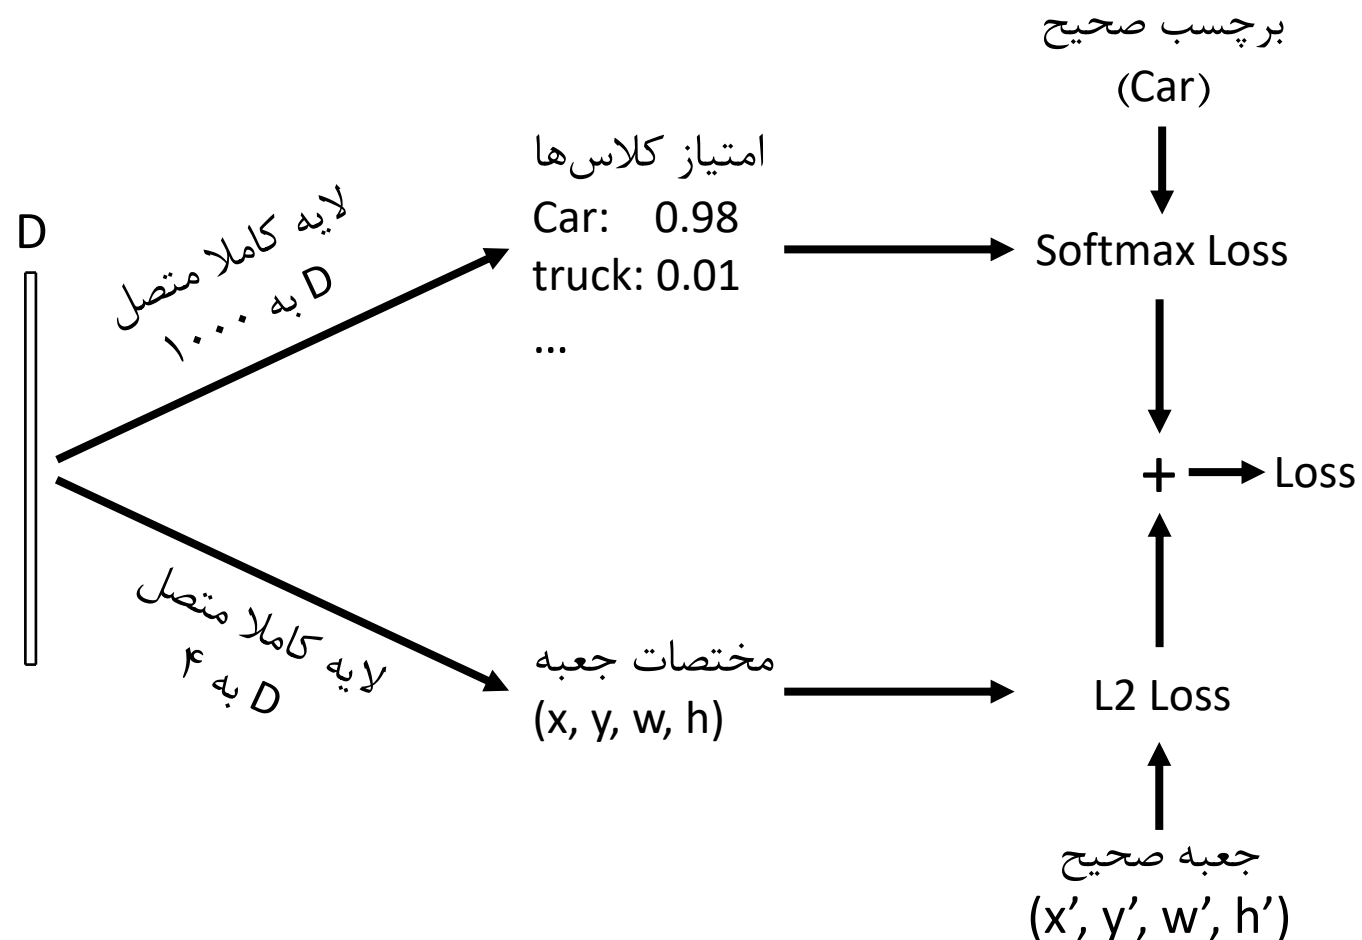 برچسب صحیح
(Car)
امتیاز کلاس‌ها
Car: 0.98
truck: 0.01
...
D
لایه کاملا متصل
D به ۱۰۰۰
Softmax Loss
+
Loss
لایه کاملا متصل
D به ۴
مختصات جعبه
(x, y, w, h)
L2 Loss
جعبه صحیح
(x’, y’, w’, h’)